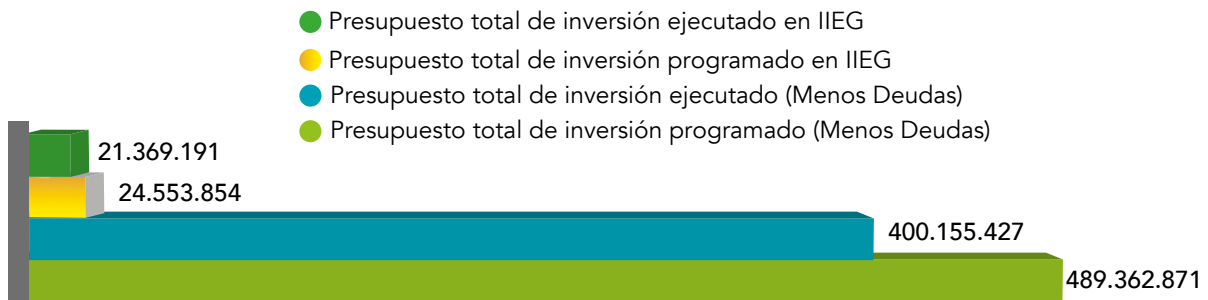 Presupuesto total de inversión ejecutado en IIEG
Presupuesto total de inversión programado en IIEG
Presupuesto total de inversión ejecutado (Menos Deudas)
Presupuesto total de inversión programado (Menos Deudas)
21.369.191
24.553.854
400.155.427
489.362.871